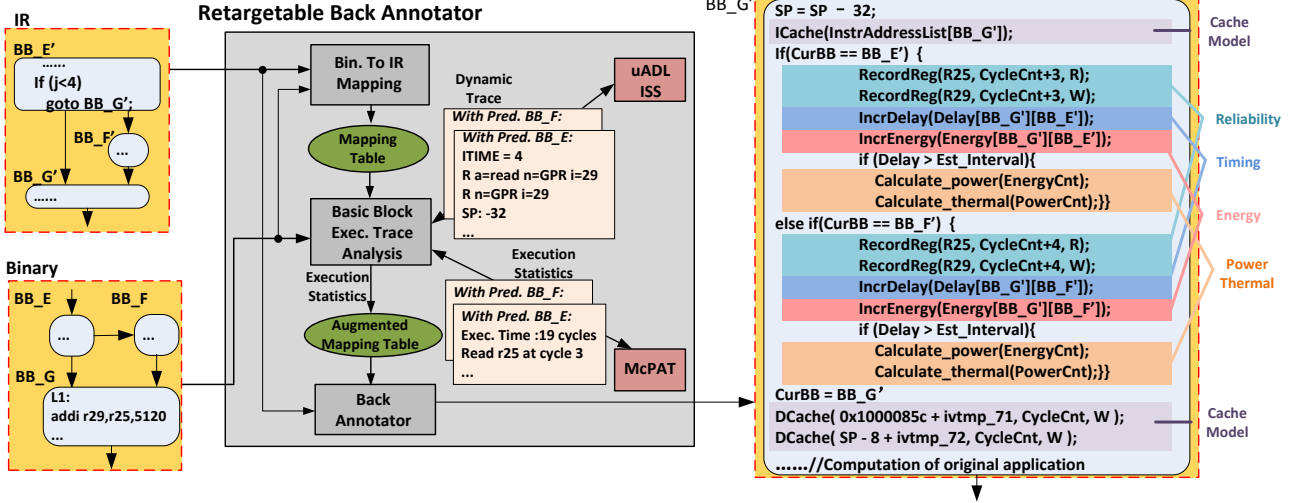 Retargetable Back Annotator
IR
BB_E'
......
If (j<4)
goto BB_G';
BB_F'
...
BB_G'
......
Binary
BB_E
BB_F
...
...
BB_G
L1:
addi r29,r25,5120
...
Bin. To IR
Mapping
Mapping
Table
Basic Block
Exec. Trace
Analysis
Execution
Statistics
Augmented
Mapping Table
Back
Annotator
Dynamic
Trace
With Pred. BB_F:
With Pred. BB_E:
ITIME = 4
R a=read n=GPR i=29
R n=GPR i=29
SP: -32
...
uADL
ISS
Execution
Statistics
With Pred. BB_F:
With Pred. BB_E:
Exec. Time :19 cycles
Read r25 at cycle 3
...
McPAT
BB_G'
SP = SP - 32;
ICache(InstrAddressList[BB_G']);
If(CurBB == BB_E') {
RecordReg(R25, CycleCnt+3, R);
RecordReg(R29, CycleCnt+3, W);
IncrDelay(Delay[BB_G'][BB_E']);
IncrEnergy(Energy[BB_G'][BB_E']);
if (Delay > Est_Interval){
Calculate_power(EnergyCnt);
Calculate_thermal(PowerCnt);}}
else if(CurBB == BB_F') {
RecordReg(R25, CycleCnt+4, R);
RecordReg(R29, CycleCnt+4, W);
IncrDelay(Delay[BB_G'][BB_F']);
IncrEnergy(Energy[BB_G'][BB_F']);
if (Delay > Est_Interval){
Calculate_power(EnergyCnt);
Calculate_thermal(PowerCnt);}}
CurBB = BB_G'
DCache( 0x1000085c + ivtmp_71, CycleCnt, W );
DCache( SP - 8 + ivtmp_72, CycleCnt, W );
......//Computation of original application
Cache
Model
Reliability
Timing
Energy
Power
Thermal
Cache
Model